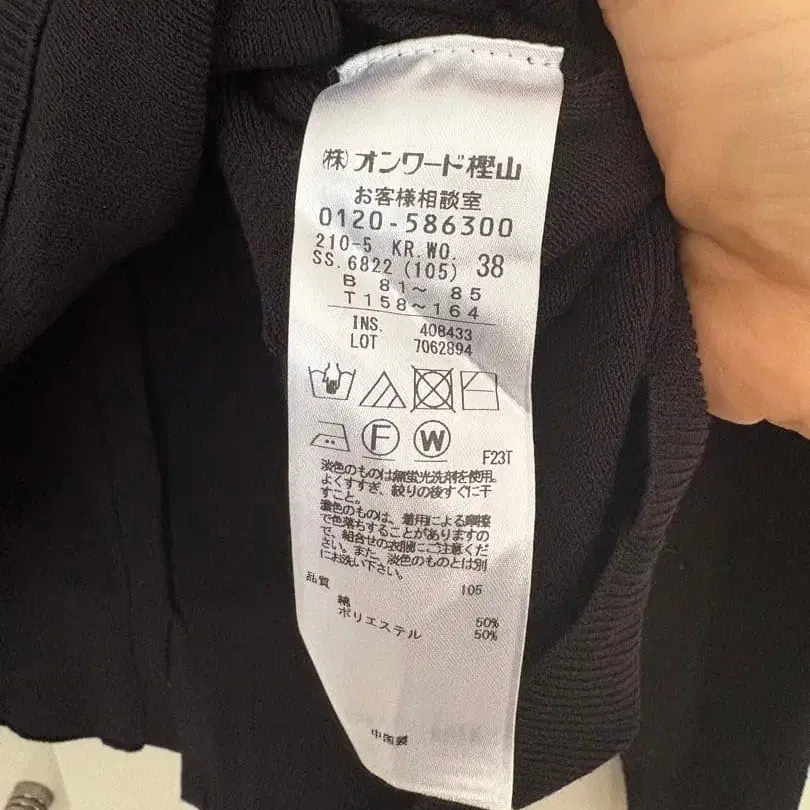 (株)オンワード樫山
お客様相談室
0120-586300
210-5 KR.WO. 38
SS.6822 (105)
B 81~ 85
T158~164
INS. 408433
LOT 7062894
F W
F23T
淡色のものは無蛍光洗剤を使用。
よくすすぎ、絞りの後すぐに干
すこと。
濃色のものは、着用による摩擦
で色落ちすることがありますの
で、組合せの衣服にご注意くだ
さい。また、淡色のものとは別
にお洗い下さい。
品質 105
綿 50%
ポリエステル 50%
中国製